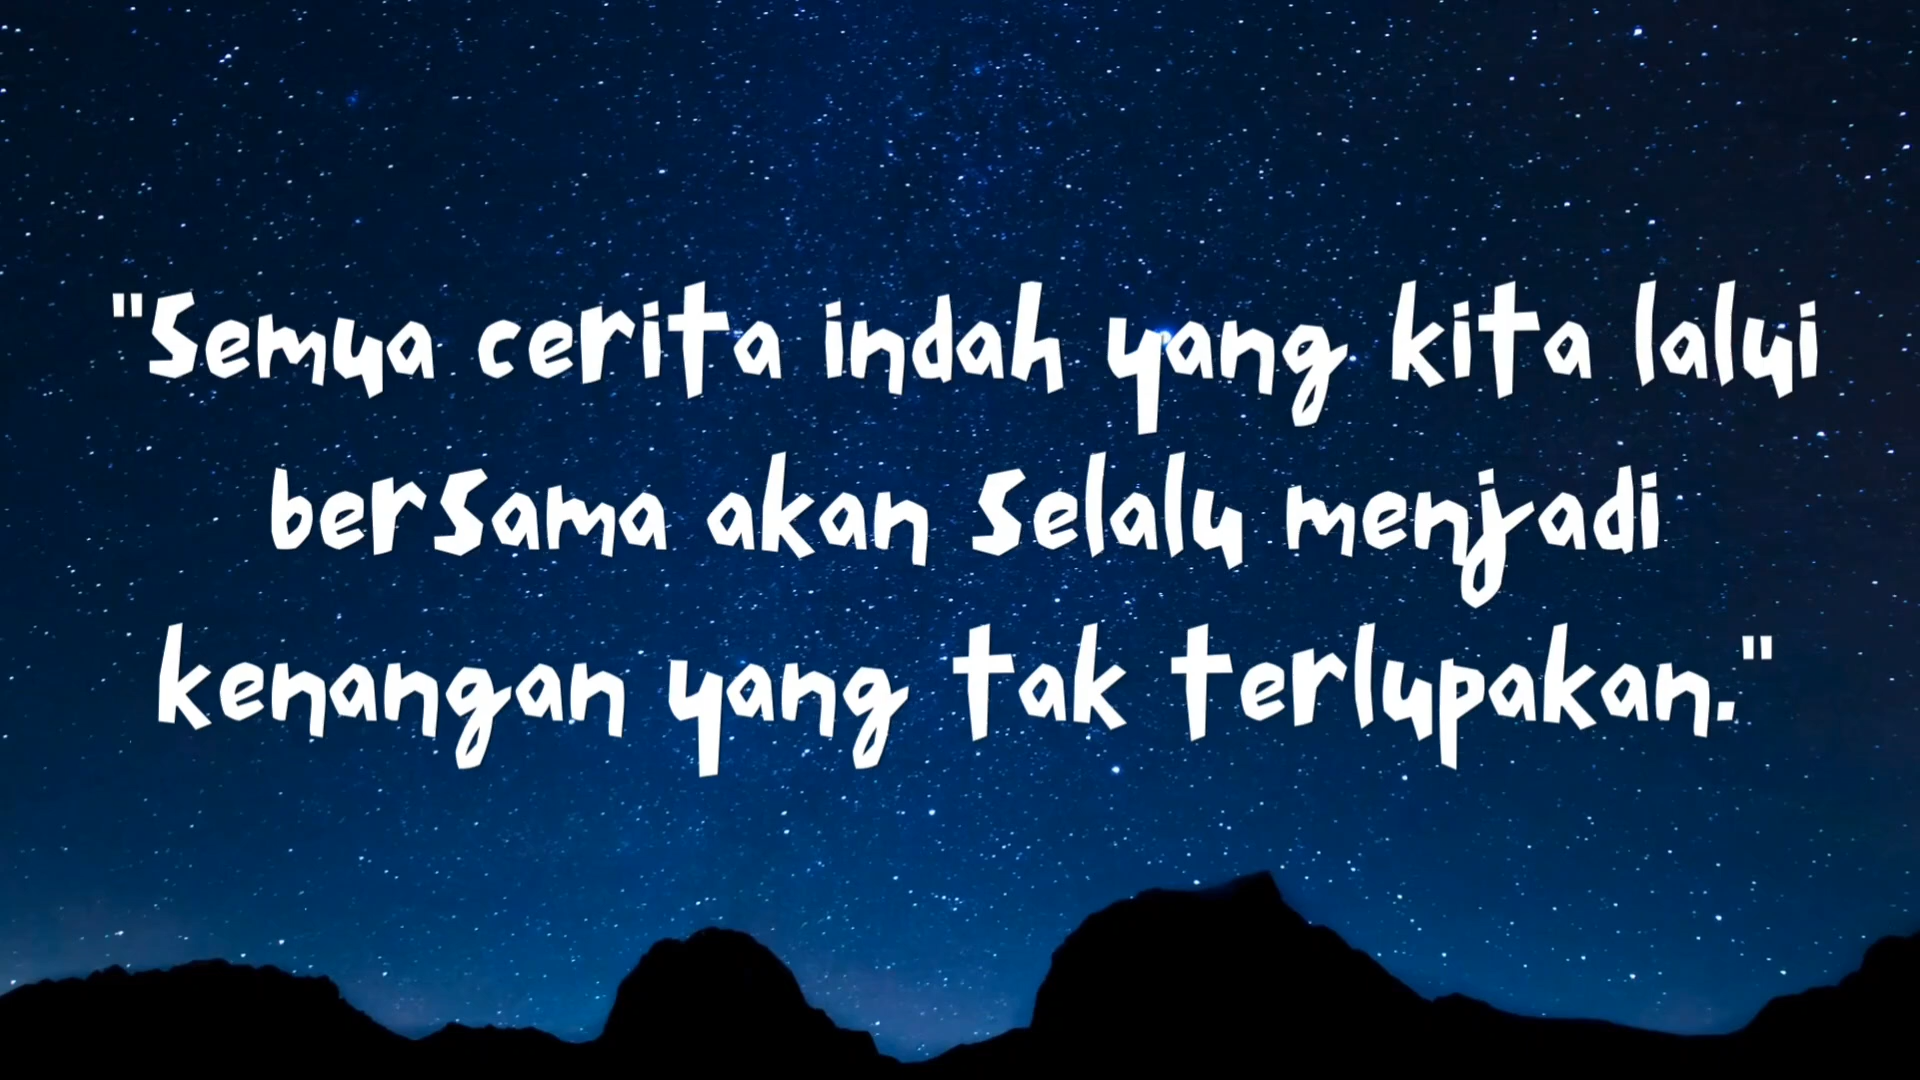 "Semua cerita indah yang kita lalui
bersama akan selalu menjadi
kenangan yang tak terlupakan."